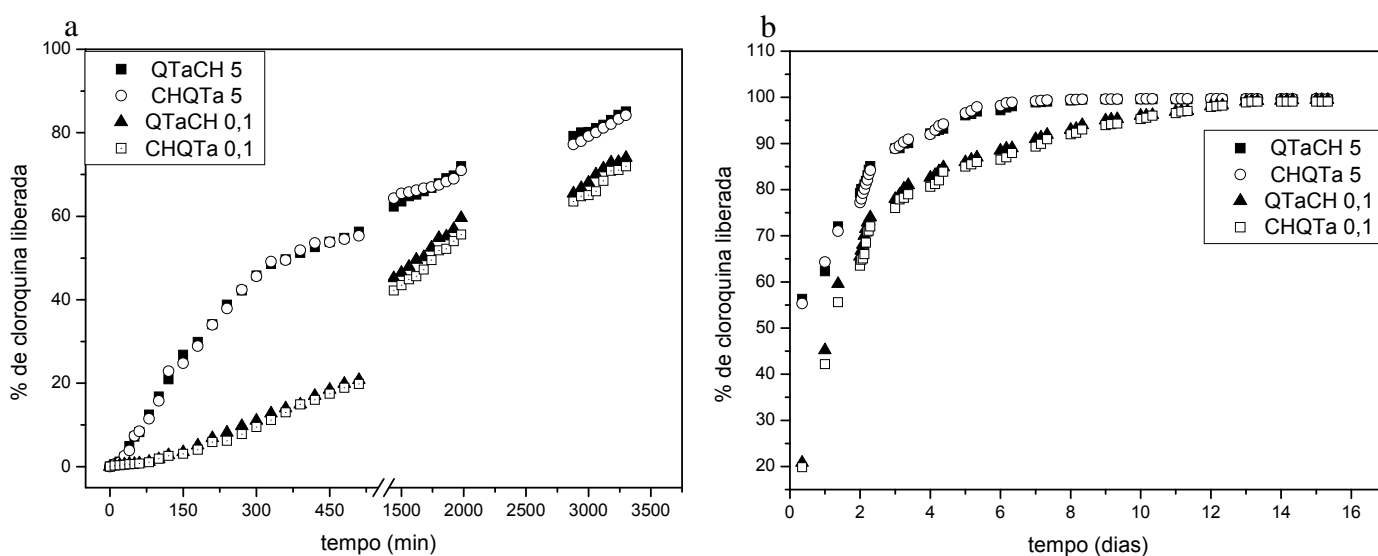 a
QTaCH 5
CHQTa 5
QTaCH 0,1
CHQTa 0,1
% de cloroquina liberada
100
80
60
40
20
0
0 150 300 450 1500 2000 2500 3000 3500
tempo (min)
b
QTaCH 5
CHQTa 5
QTaCH 0,1
CHQTa 0,1
% de cloroquina liberada
110
100
90
80
70
60
50
40
30
20
0 2 4 6 8 10 12 14 16
tempo (dias)